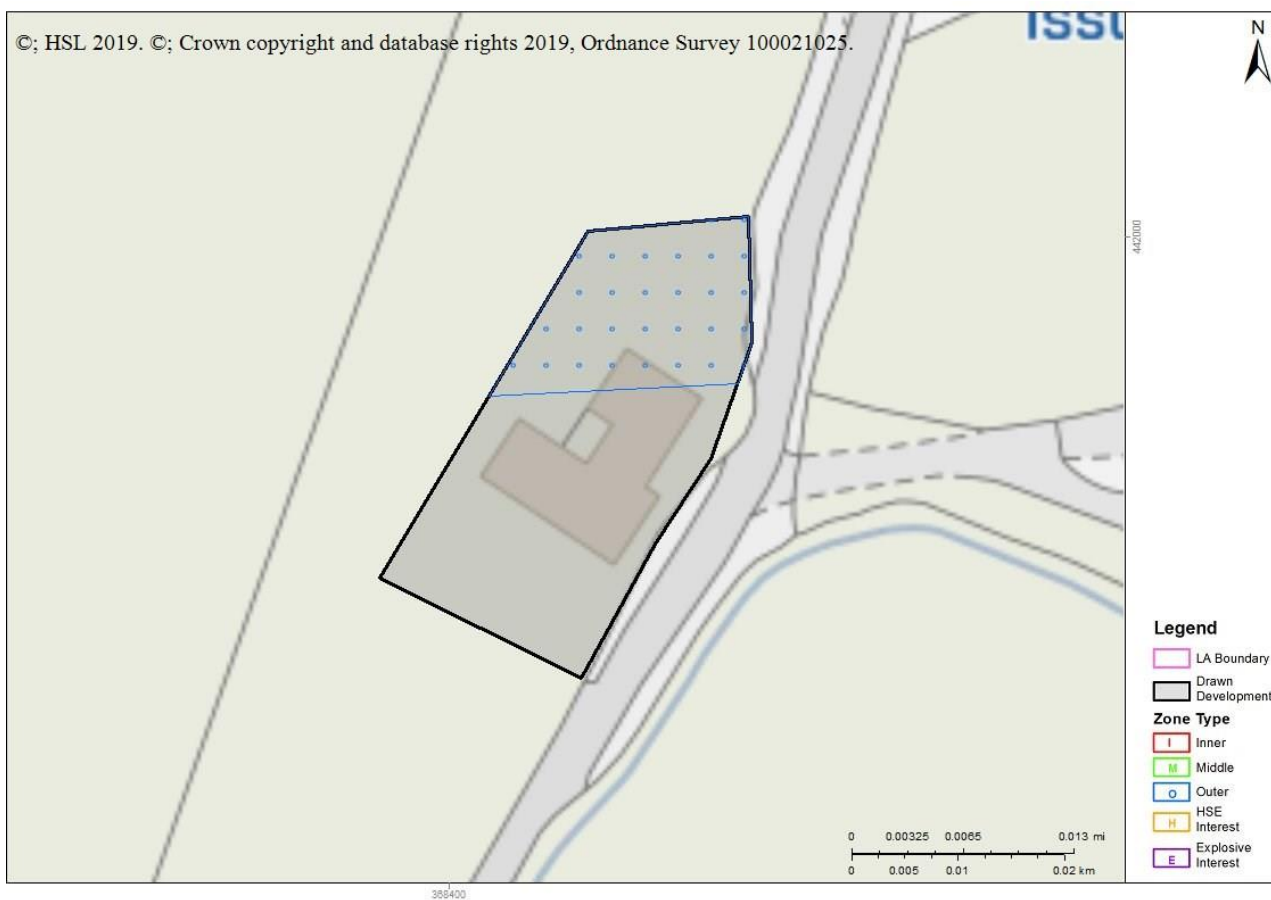 ©; HSL 2019. ©; Crown copyright and database rights 2019, Ordnance Survey 100021025.
N
442000
Legend
LA Boundary
Drawn
Development
Zone Type
I Inner
M Middle
O Outer
H HSE
Interest
E Explosive
Interest
0 0.00325 0.0065 0.013 mi
0 0.005 0.01 0.02 km
368400